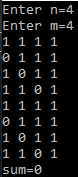 Enter n=4
Enter m=4
1 1 1 1
0 1 1 1
1 0 1 1
1 1 0 1
1 1 1 1
0 1 1 1
1 0 1 1
1 1 0 1
sum=0